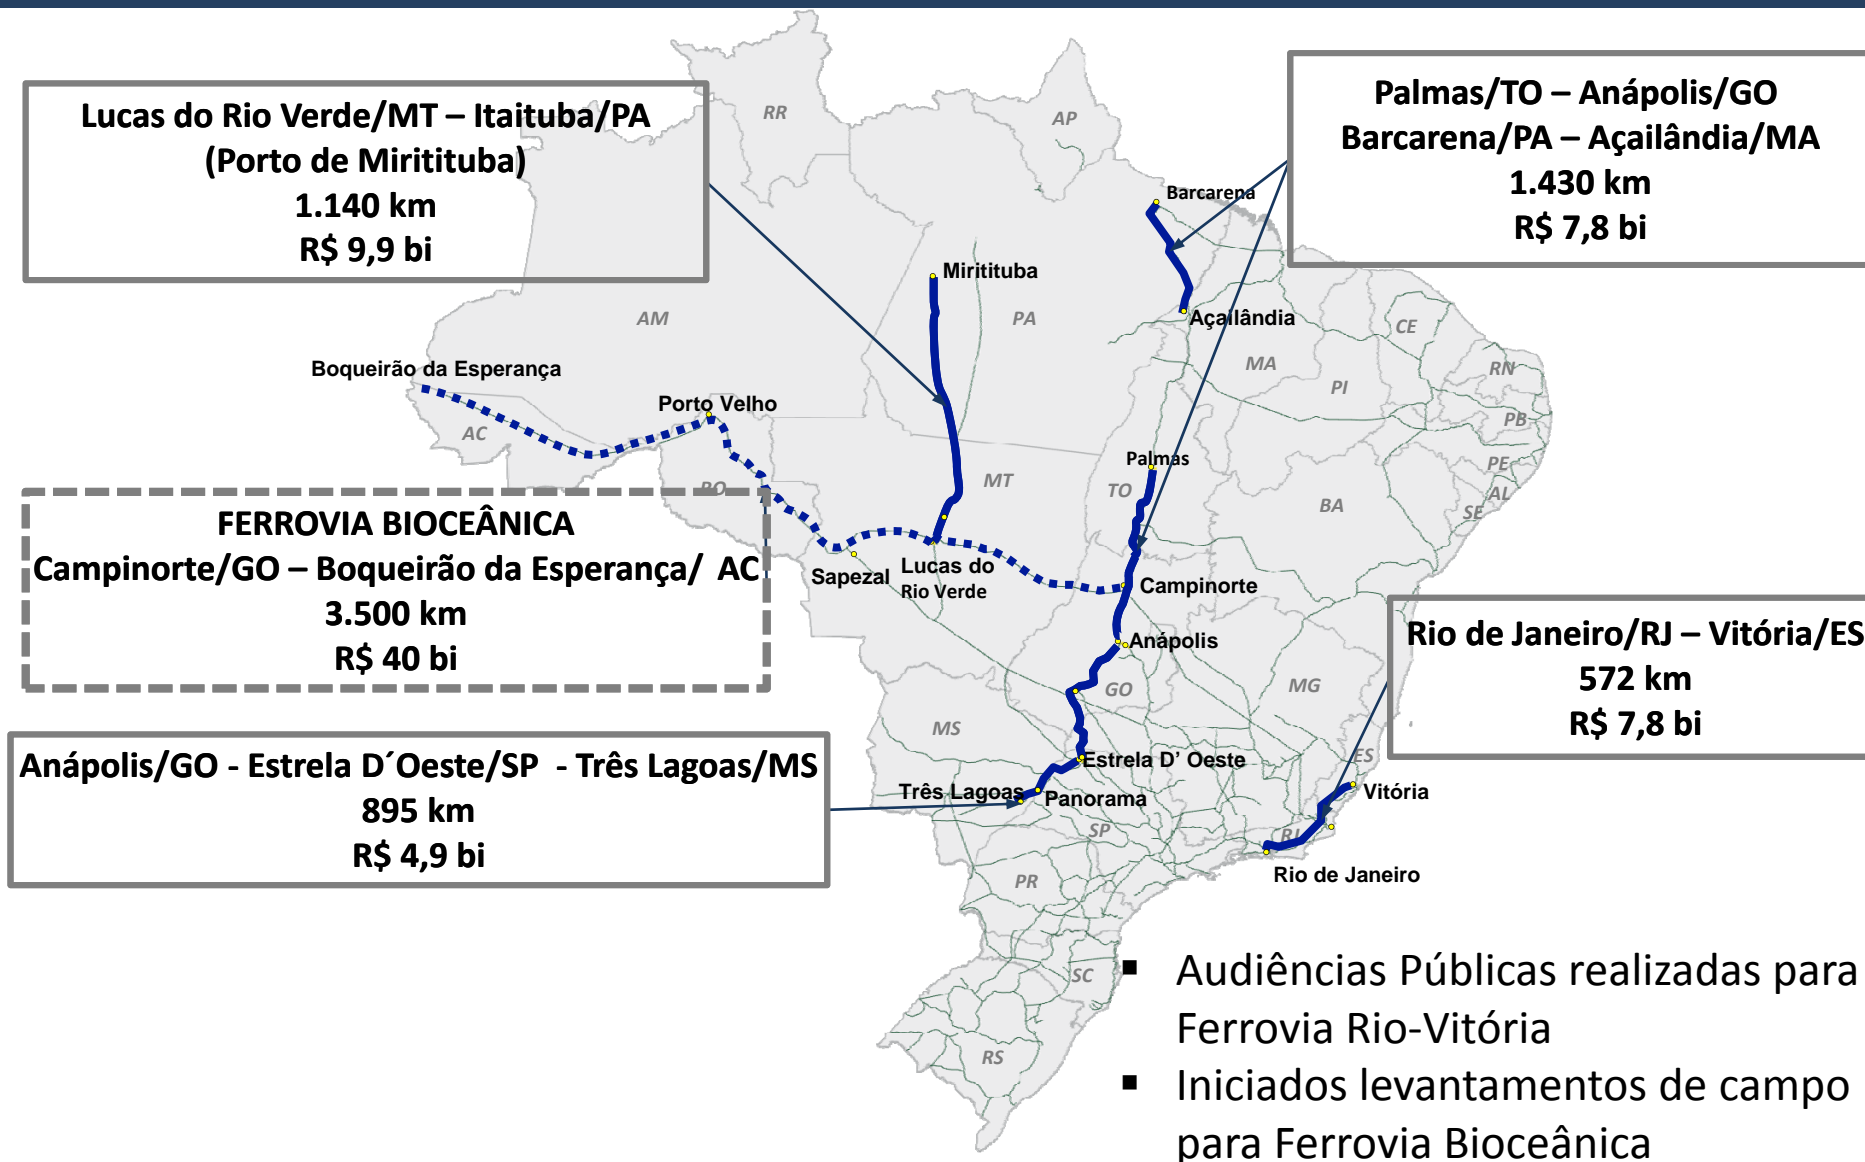 Lucas do Rio Verde/MT – Itaituba/PA
(Porto de Miritituba)
1.140 km
R$ 9,9 bi
Palmas/TO – Anápolis/GO
Barcarena/PA – Açailândia/MA
1.430 km
R$ 7,8 bi
RR
AP
Barcarena
Miritituba
AM
PA
Açailândia
CE
MA
RN
PI
Boqueirão da Esperança
Porto Velho
AC
PB
Palmas
PE
MT
TO
RO
AL
BA
SE
FERROVIA BIOCEÂNICA
Campinorte/GO – Boqueirão da Esperança/ AC
3.500 km
R$ 40 bi
Sapezal
Lucas do
Rio Verde
Campinorte
Anápolis
Rio de Janeiro/RJ – Vitória/ES
572 km
R$ 7,8 bi
GO
MG
MS
ES
Anápolis/GO - Estrela D´Oeste/SP - Três Lagoas/MS
895 km
R$ 4,9 bi
Estrela D' Oeste
Três Lagoas
Panorama
Vitória
SP
RJ
Rio de Janeiro
PR
SC
RS
▪ Audiências Públicas realizadas para
Ferrovia Rio-Vitória
▪ Iniciados levantamentos de campo
para Ferrovia Bioceânica